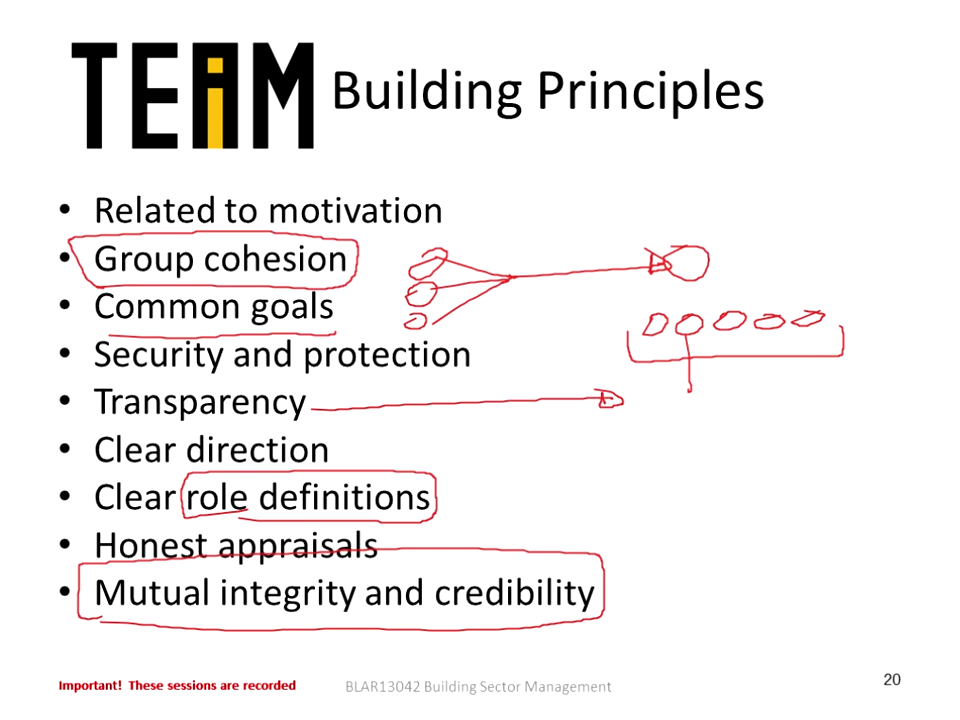 TEAiM Building Principles
• Related to motivation
• Group cohesion
• Common goals
• Security and protection
• Transparency
• Clear direction
• Clear role definitions
• Honest appraisals
• Mutual integrity and credibility
Important! These sessions are recorded
BLAR13042 Building Sector Management
20